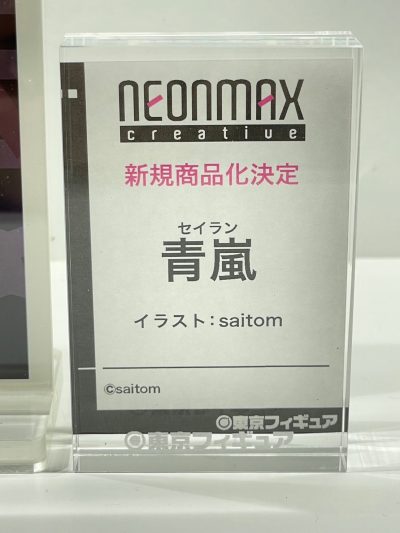 NEONMAX
creative
新規商品化決定
セイラン
青嵐
イラスト:saitom
©saitom
東京フィギュア
東京フィギュア